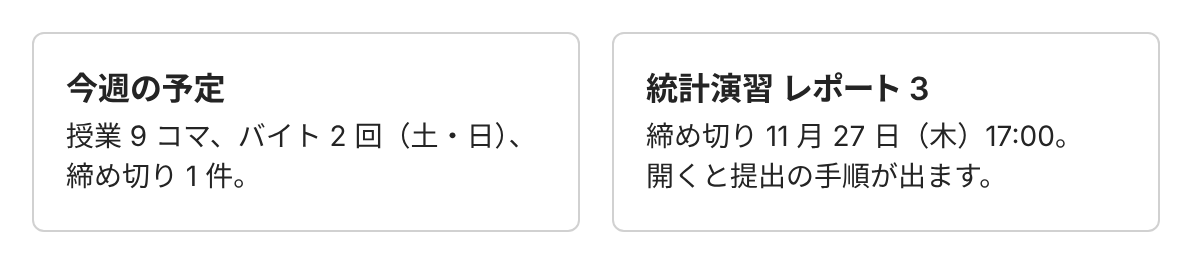 今週の予定
授業 9 コマ、バイト 2 回（土・日）、
締め切り 1 件。
統計演習 レポート 3
締め切り 11 月 27 日（木）17:00。
開くと提出の手順が出ます。